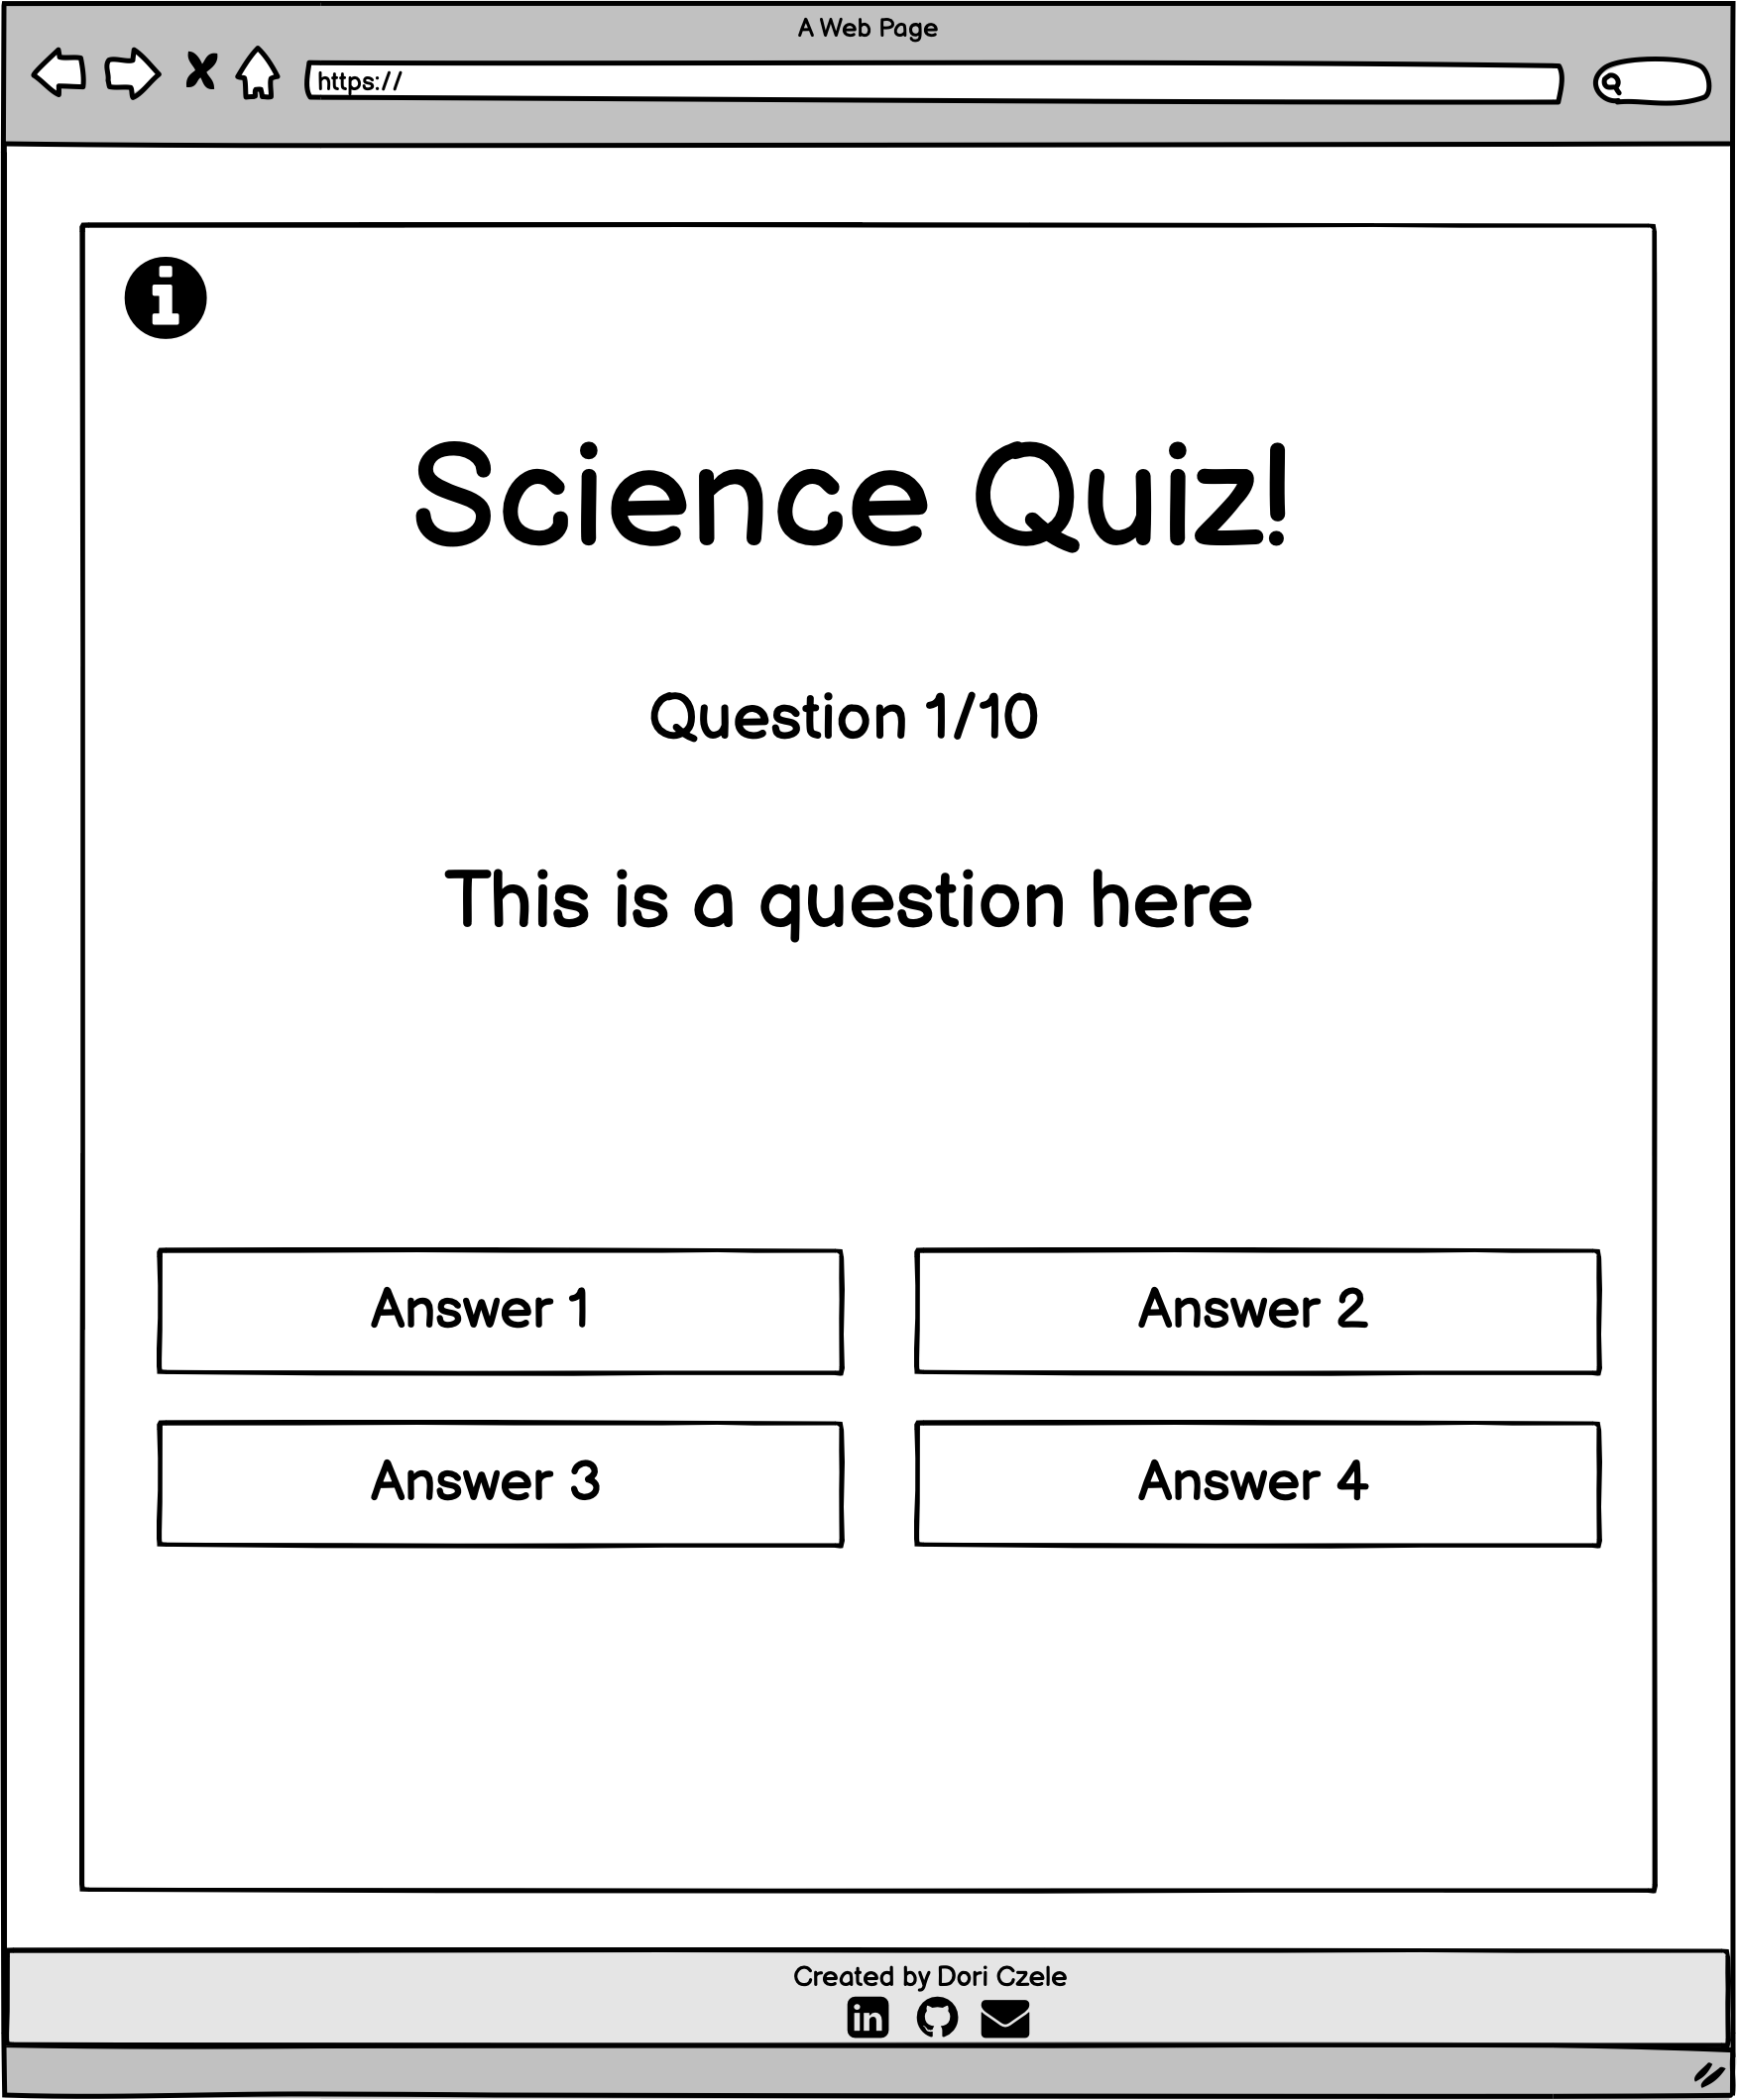 A Web Page
https://
Science Quiz!
Question 1/10
This is a question here
Answer 1
Answer 2
Answer 3
Answer 4
Created by Dori Czele